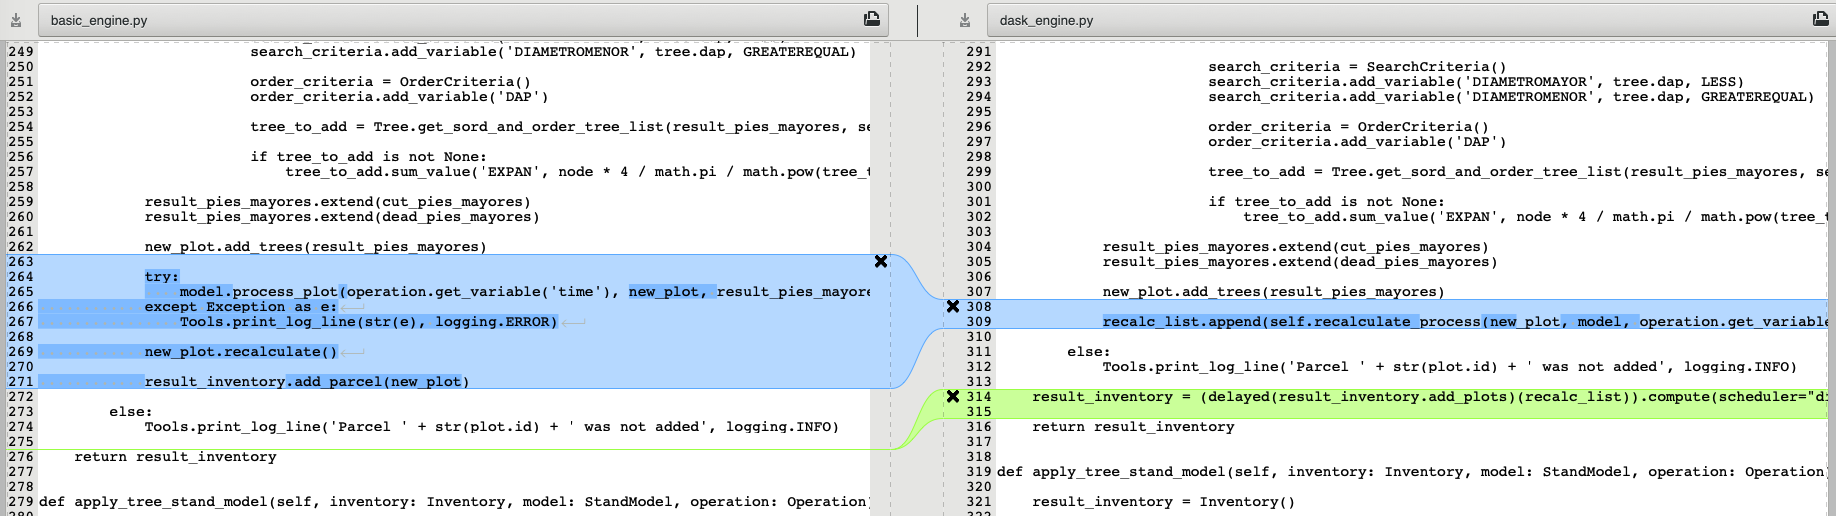 basic_engine.py
249 search_criteria.add_variable('DIAMETROMENOR', tree.dap, GREATEREQUAL)
250
251 order_criteria = OrderCriteria()
252 order_criteria.add_variable('DAP')
253
254 tree_to_add = Tree.get_sord_and_order_tree_list(result_pies_mayores, se
255
256 if tree_to_add is not None:
257 tree_to_add.sum_value('EXPAN', node * 4 / math.pi / math.pow(tree_t
258
259 result_pies_mayores.extend(cut_pies_mayores)
260 result_pies_mayores.extend(dead_pies_mayores)
261
262 new_plot.add_trees(result_pies_mayores)
263
264 try:
265 model.process_plot(operation.get_variable('time'), new_plot, result_pies_mayore
266 except Exception as e:
267 Tools.print_log_line(str(e), logging.ERROR)
268
269 new_plot.recalculate()
270
271 result_inventory.add_parcel(new_plot)
272
273 else:
274 Tools.print_log_line('Parcel ' + str(plot.id) + ' was not added', logging.INFO)
275
276 return result_inventory
277
278
279 def apply_tree_stand_model(self, inventory: Inventory, model: StandModel, operation: Operation
280
dask_engine.py
291
292 search_criteria = SearchCriteria()
293 search_criteria.add_variable('DIAMETROMAYOR', tree.dap, LESS)
294 search_criteria.add_variable('DIAMETROMENOR', tree.dap, GREATEREQUAL)
295
296 order_criteria = OrderCriteria()
297 order_criteria.add_variable('DAP')
298
299 tree_to_add = Tree.get_sord_and_order_tree_list(result_pies_mayores, se
300
301 if tree_to_add is not None:
302 tree_to_add.sum_value('EXPAN', node * 4 / math.pi / math.pow(tree_t
303
304 result_pies_mayores.extend(cut_pies_mayores)
305 result_pies_mayores.extend(dead_pies_mayores)
306
307 new_plot.add_trees(result_pies_mayores)
308
309 recalc_list.append(self.recalculate_process(new_plot, model, operation.get_variable
310
311 else:
312 Tools.print_log_line('Parcel ' + str(plot.id) + ' was not added', logging.INFO)
313
314 result_inventory = (delayed(result_inventory.add_plots)(recalc_list)).compute(scheduler="di
315
316 return result_inventory
317
318
319 def apply_tree_stand_model(self, inventory: Inventory, model: StandModel, operation: Operation
320
321 result_inventory = Inventory()